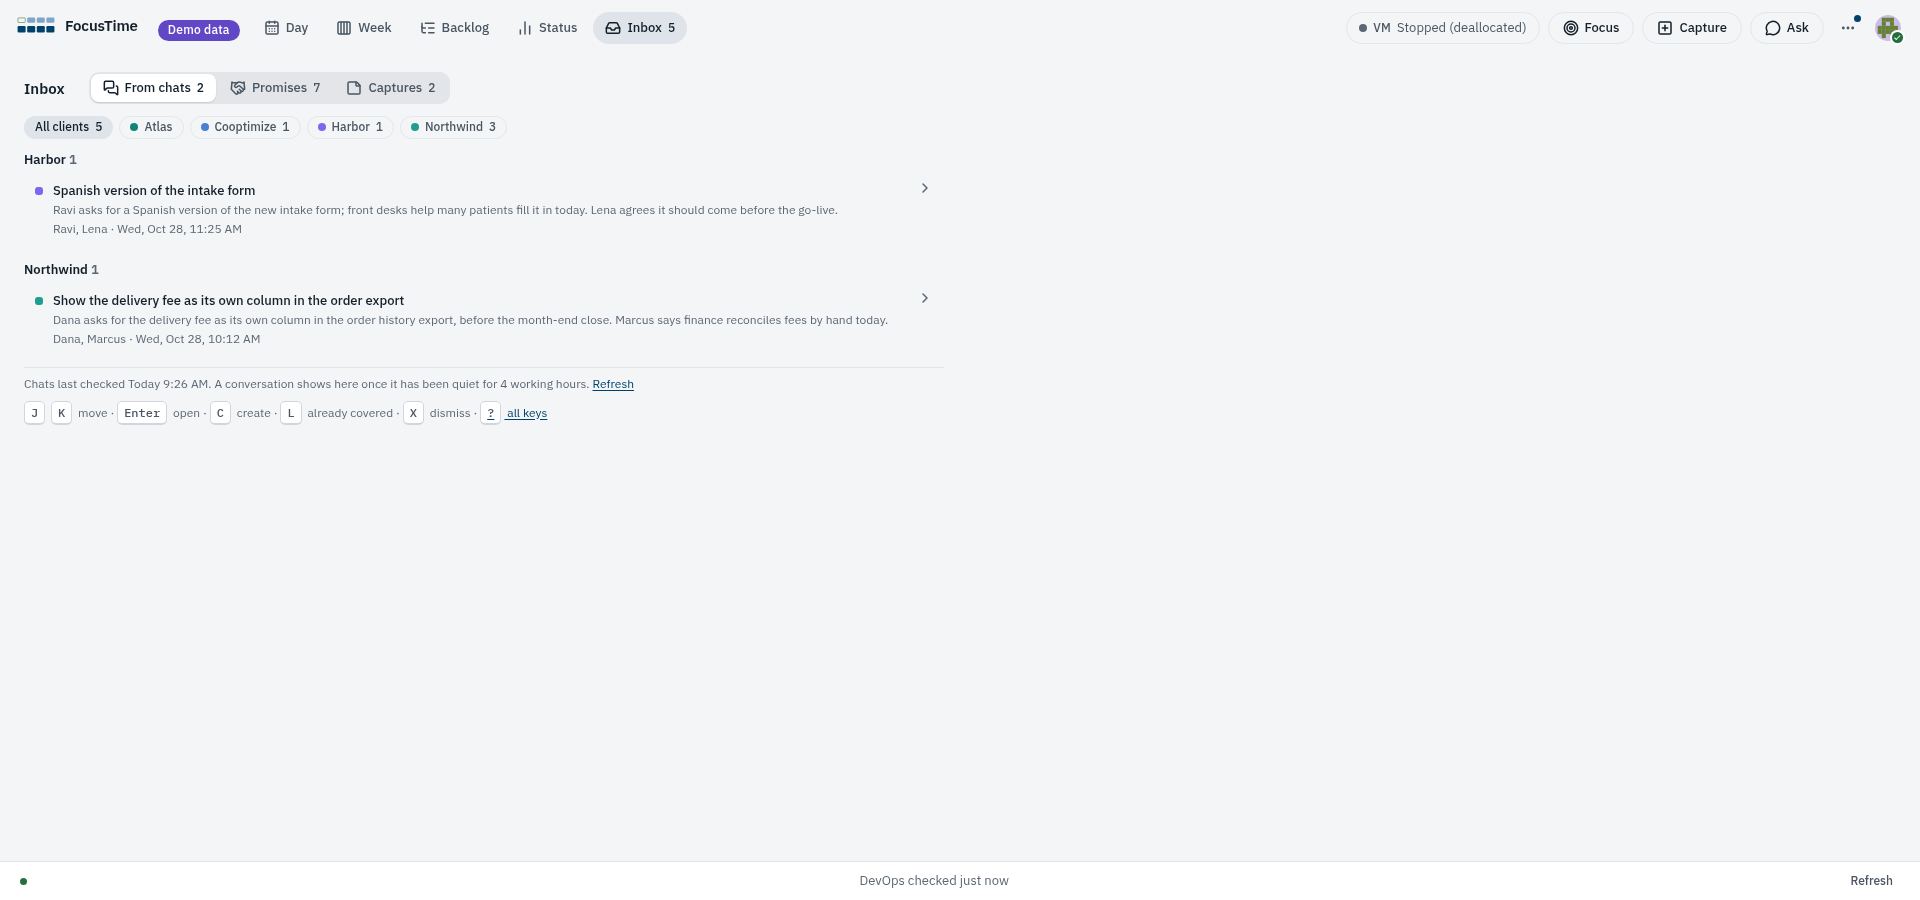 FocusTime
Demo data
Day
Week
Backlog
Status
Inbox 5
VM Stopped (deallocated)
Focus
Capture
Ask
Inbox
From chats 2
Promises 7
Captures 2
All clients 5
Atlas
Cooptimize 1
Harbor 1
Northwind 3
Harbor 1
Spanish version of the intake form
Ravi asks for a Spanish version of the new intake form; front desks help many patients fill it in today. Lena agrees it should come before the go-live.
Ravi, Lena · Wed, Oct 28, 11:25 AM
Northwind 1
Show the delivery fee as its own column in the order export
Dana asks for the delivery fee as its own column in the order history export, before the month-end close. Marcus says finance reconciles fees by hand today.
Dana, Marcus · Wed, Oct 28, 10:12 AM
Chats last checked Today 9:26 AM. A conversation shows here once it has been quiet for 4 working hours. Refresh
J K move · Enter open · C create · L already covered · X dismiss · ? all keys
DevOps checked just now
Refresh